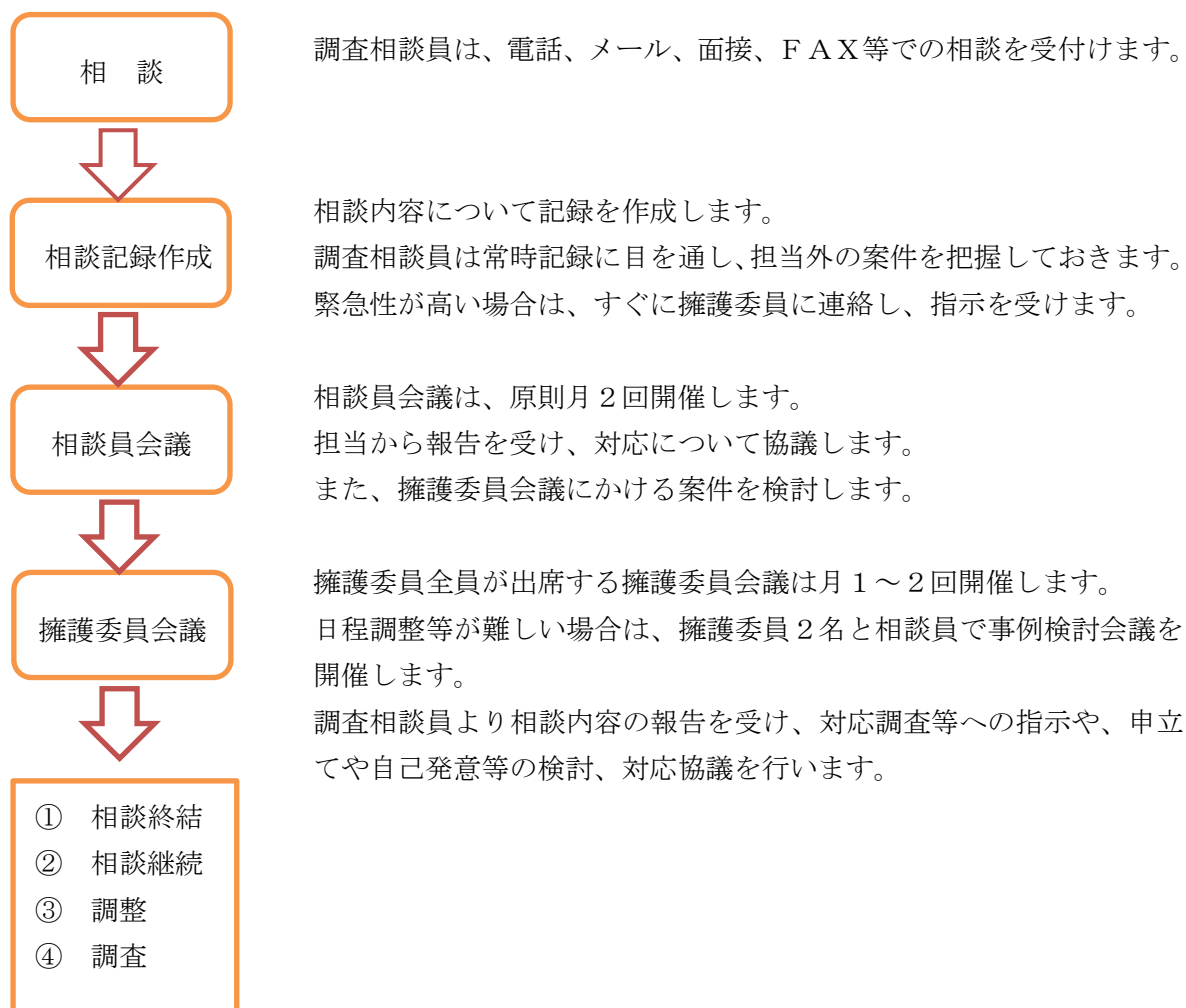 相　談
調査相談員は、電話、メール、面接、ＦＡＸ等での相談を受付けます。
相談記録作成
相談内容について記録を作成します。
調査相談員は常時記録に目を通し、担当外の案件を把握しておきます。
緊急性が高い場合は、すぐに擁護委員に連絡し、指示を受けます。
相談員会議
相談員会議は、原則月２回開催します。
担当から報告を受け、対応について協議します。
また、擁護委員会議にかける案件を検討します。
擁護委員会議
擁護委員全員が出席する擁護委員会議は月１～２回開催します。
日程調整等が難しい場合は、擁護委員２名と相談員で事例検討会議を
開催します。
調査相談員より相談内容の報告を受け、対応調査等への指示や、申立
てや自己発意等の検討、対応協議を行います。
①　相談終結
②　相談継続
③　調整
④　調査